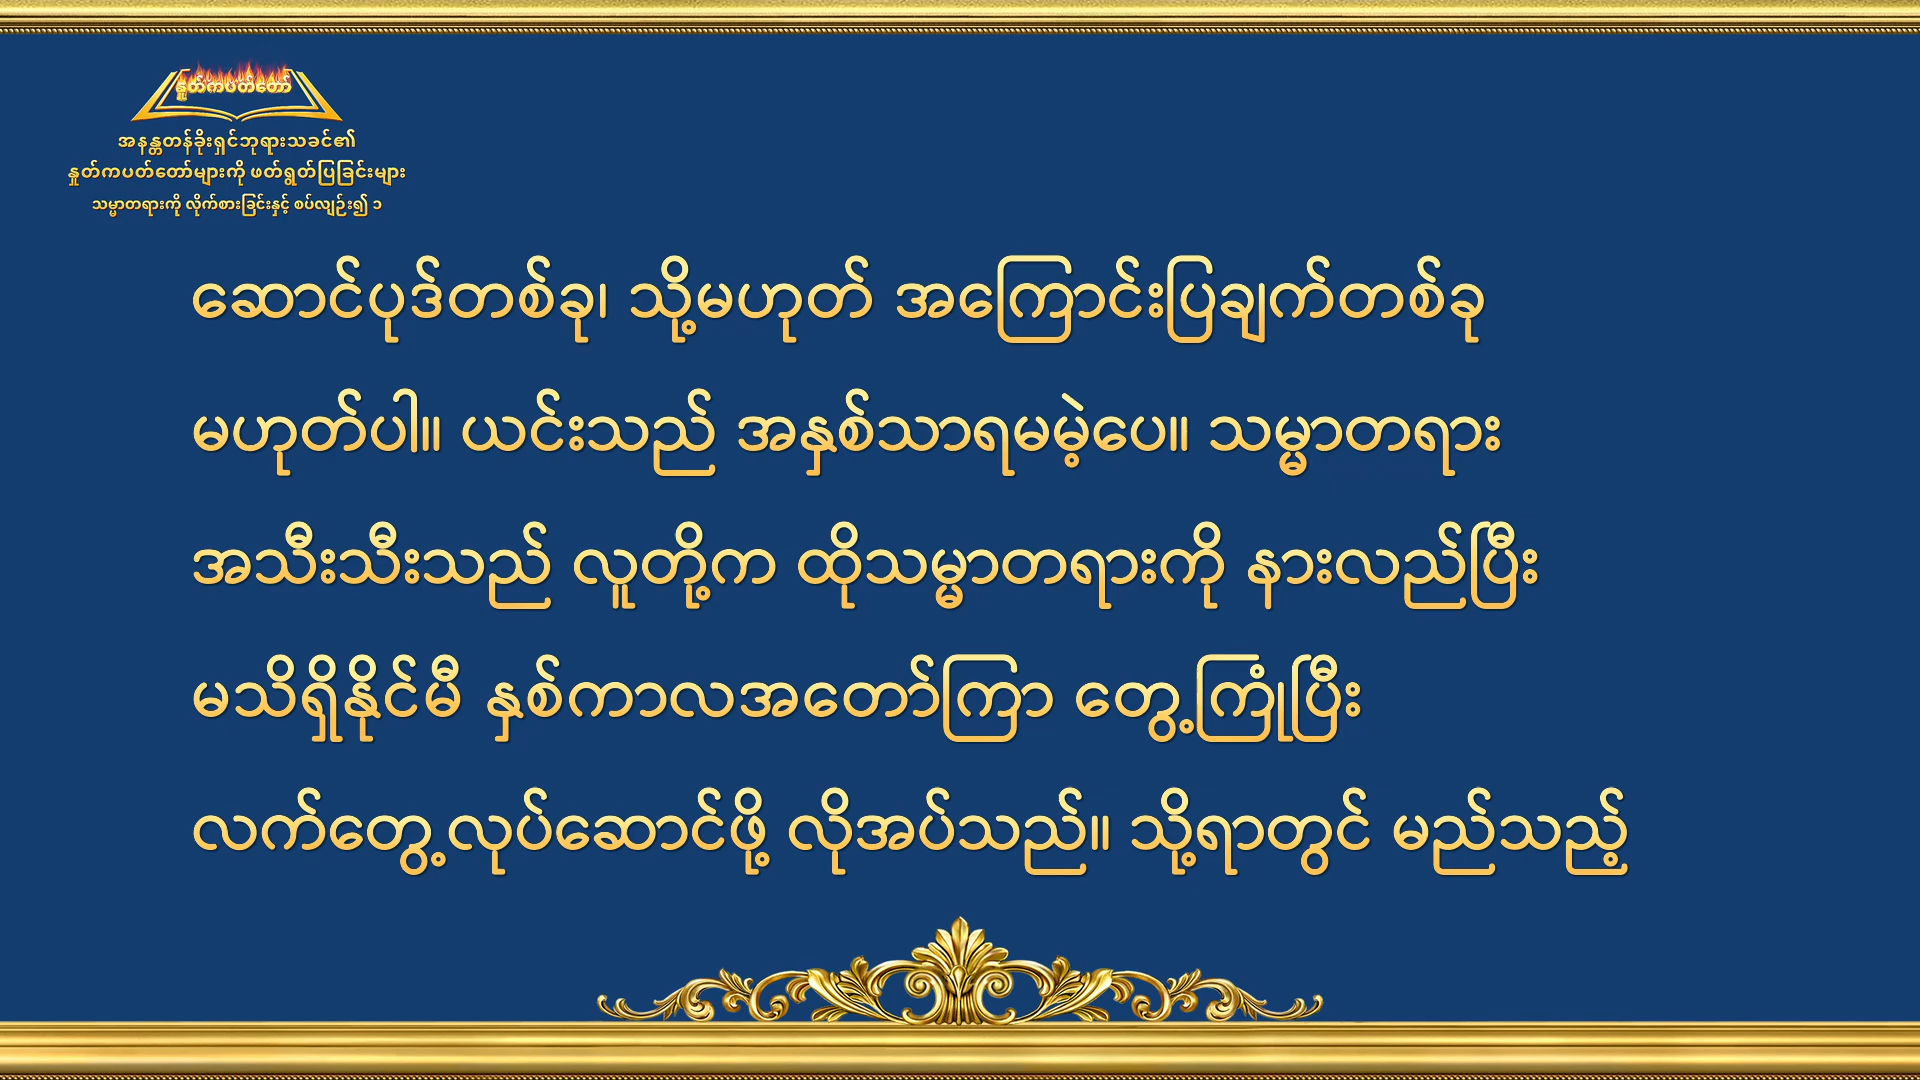 နှုတ်ကပတ်တော်
အနန္တတန်ခိုးရှင်ဘုရားသခင်၏
နှုတ်ကပတ်တော်များကို ဖတ်ရွတ်ပြခြင်းများ
သမ္မာတရားကို လိုက်စားခြင်းနှင့် စပ်လျဉ်း၍ ၁
ဆောင်ပုဒ်တစ်ခု၊ သို့မဟုတ် အကြောင်းပြချက်တစ်ခု
မဟုတ်ပါ။ ယင်းသည် အနှစ်သာရမမဲ့ပေ။ သမ္မာတရား
အသီးသီးသည် လူတို့က ထိုသမ္မာတရားကို နားလည်ပြီး
မသိရှိနိုင်မီ နှစ်ကာလအတော်ကြာ တွေ့ကြုံပြီး
လက်တွေ့လုပ်ဆောင်ဖို့ လိုအပ်သည်။ သို့ရာတွင် မည်သည့်